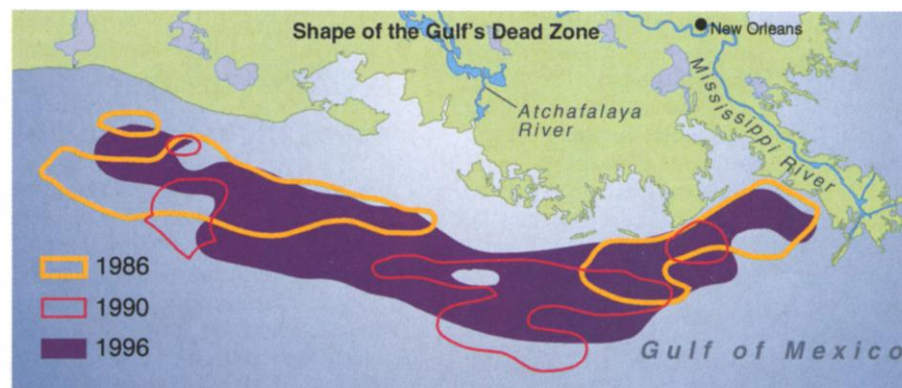 Shape of the Gulf's Dead Zone
New Orleans
Mississippi River
Atchafalaya
River
1986
1990
1996
Gulf of Mexico